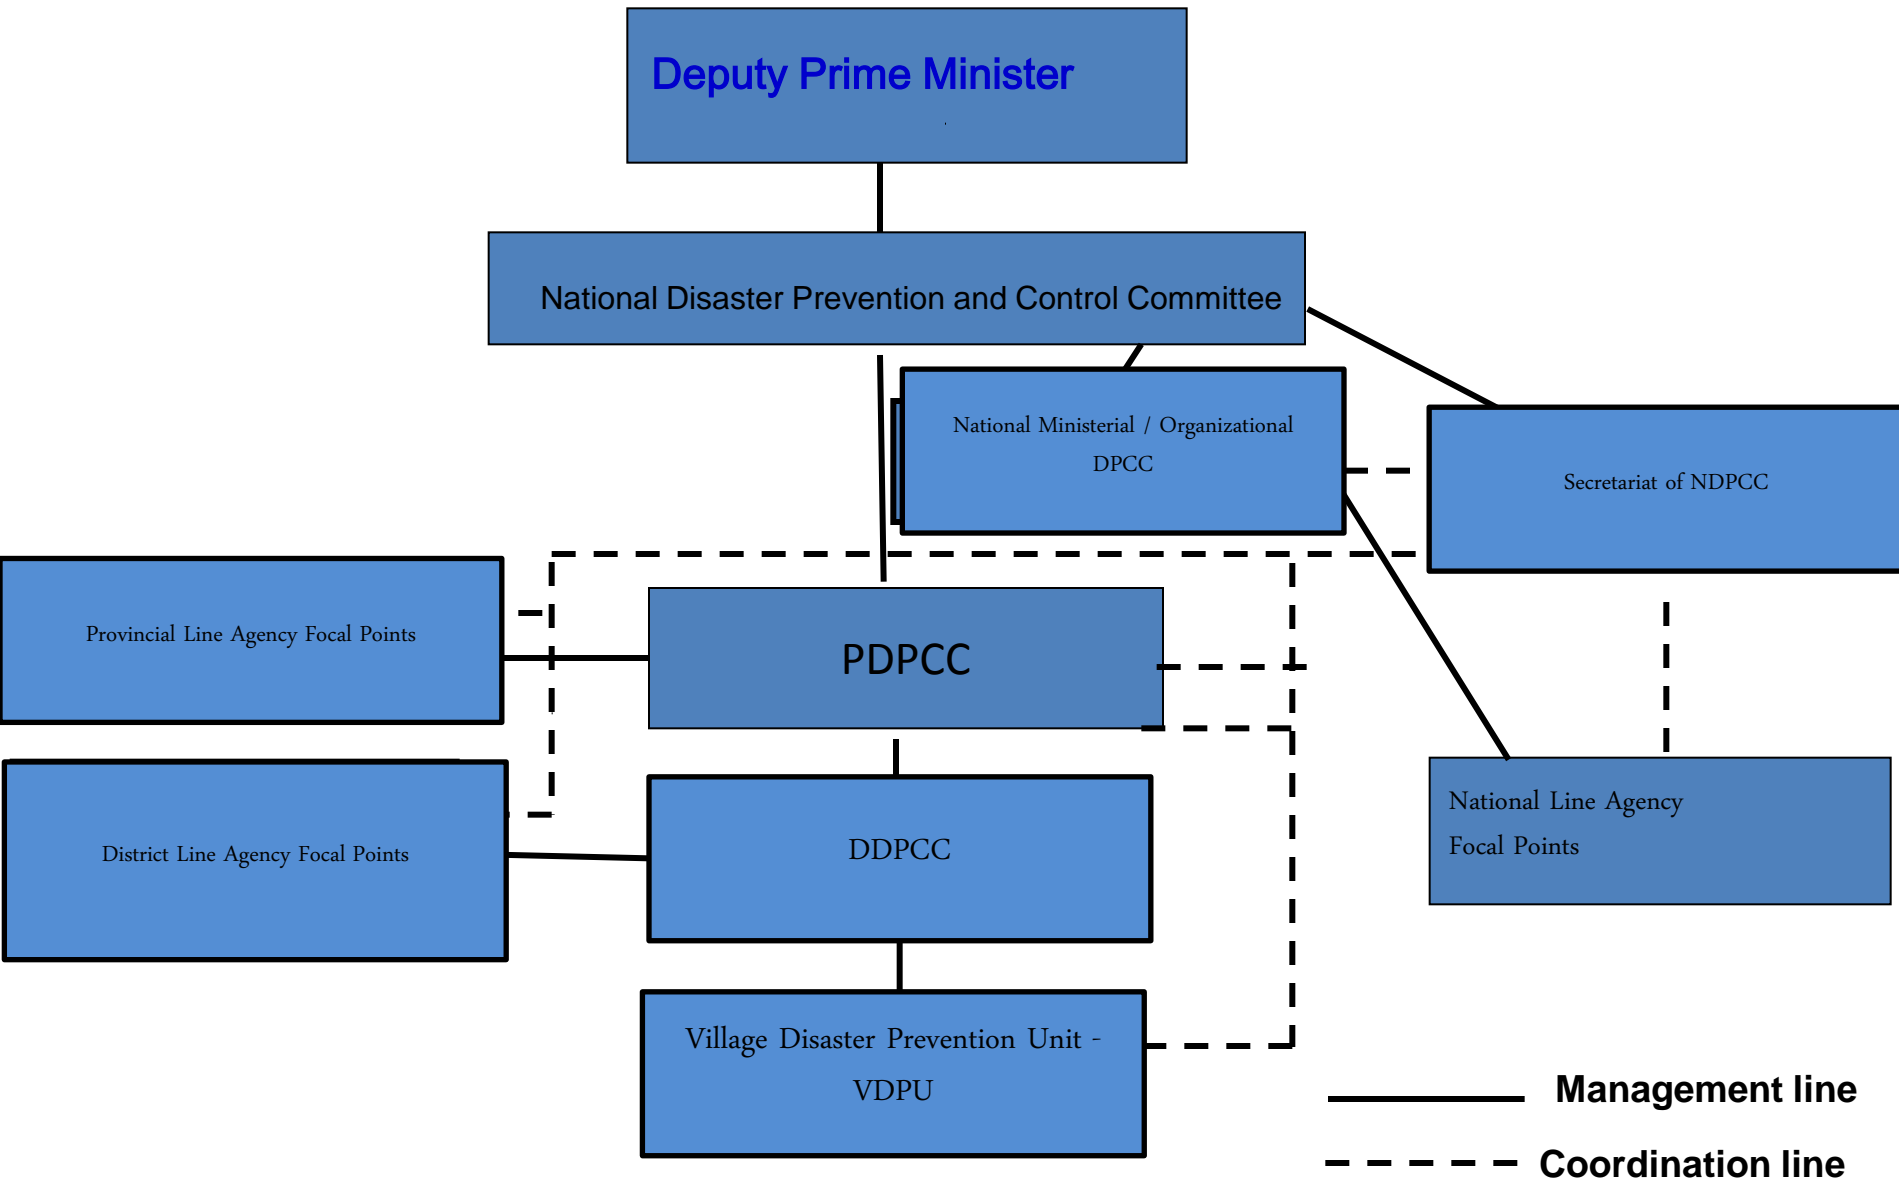 Deputy Prime Minister
National Disaster Prevention and Control Committee
National Ministerial / Organizational
DPCC
Secretariat of NDPCC
Provincial Line Agency Focal Points
PDPCC
National Line Agency
Focal Points
District Line Agency Focal Points
DDPCC
Village Disaster Prevention Unit -
VDPU
Management line
Coordination line